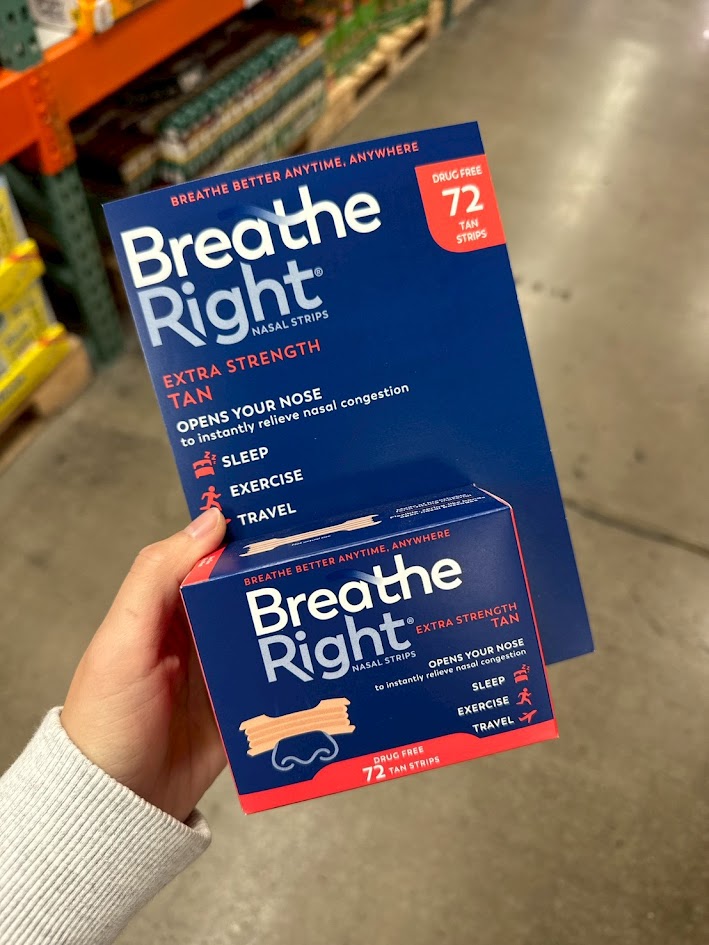 BREATHE BETTER ANYTIME, ANYWHERE
DRUG FREE
72
TAN
STRIPS
Breathe
Right®
NASAL STRIPS
EXTRA STRENGTH
TAN
OPENS YOUR NOSE
to instantly relieve nasal congestion
SLEEP
EXERCISE
TRAVEL
BREATHE BETTER ANYTIME, ANYWHERE
Breathe
Right®
NASAL STRIPS
EXTRA STRENGTH
TAN
OPENS YOUR NOSE
to instantly relieve nasal congestion
SLEEP
EXERCISE
TRAVEL
DRUG FREE
72 TAN STRIPS